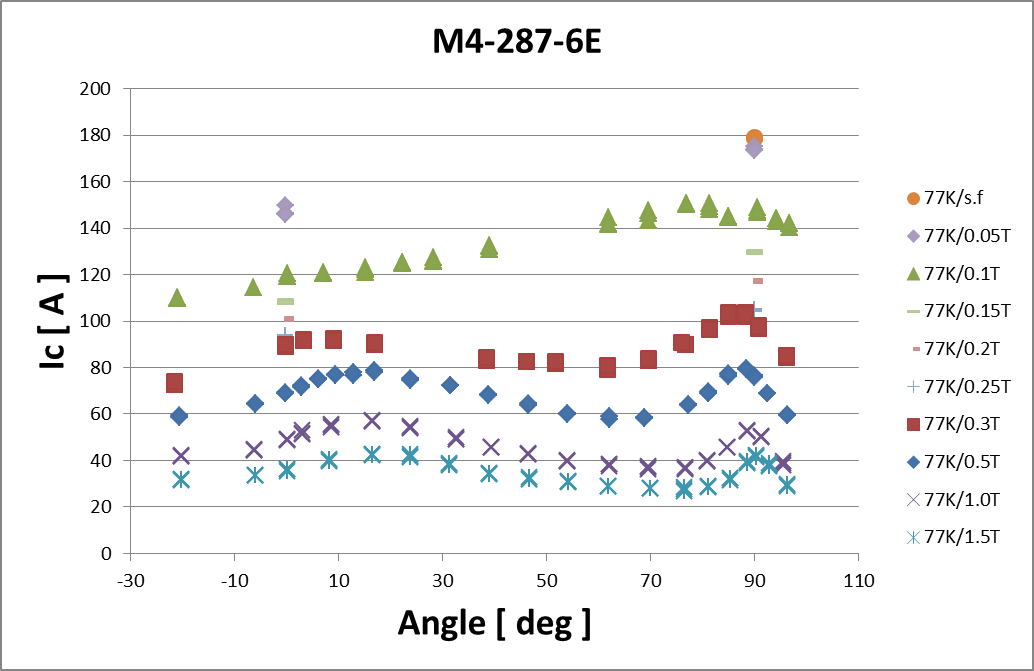 M4-287-6E
200
180
160
140
120
100
80
60
40
20
0
-30
-10
10
30
50
70
90
110
Ic [ A ]
Angle [ deg ]
77K/s.f
77K/0.05T
77K/0.1T
77K/0.15T
77K/0.2T
77K/0.25T
77K/0.3T
77K/0.5T
77K/1.0T
77K/1.5T